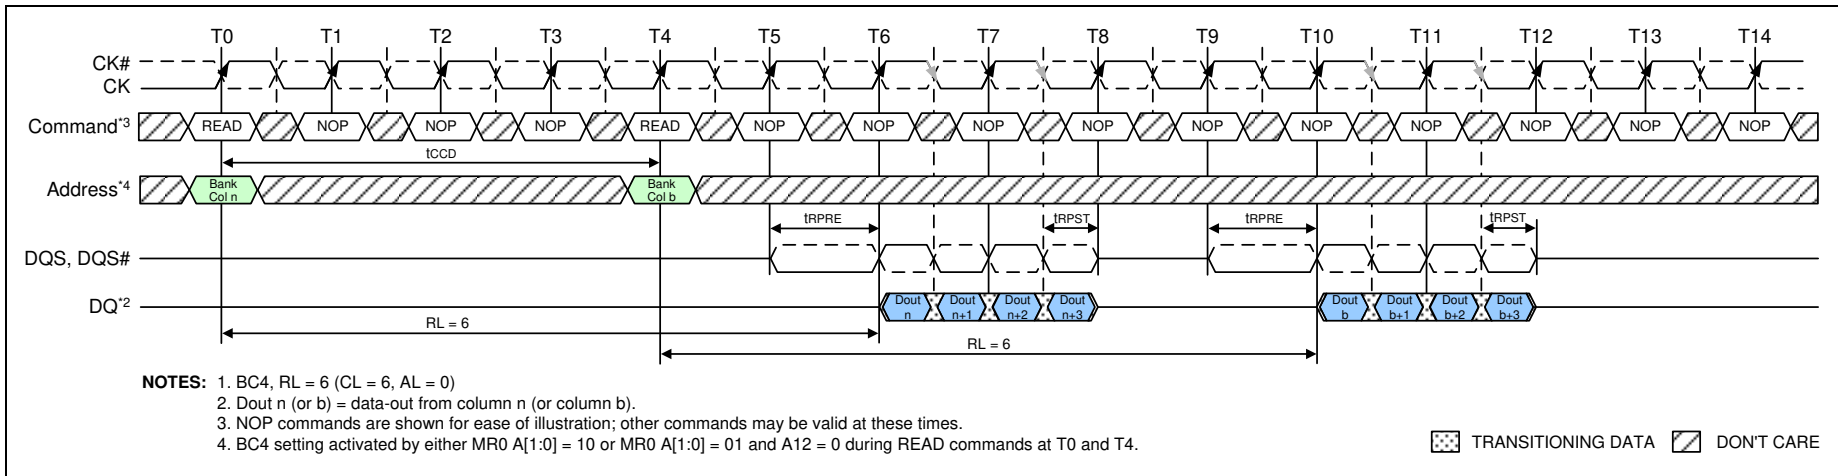 T0 T1 T2 T3 T4 T5 T6 T7 T8 T9 T10 T11 T12 T13 T14
CK#
CK
Command*3 READ NOP NOP NOP READ NOP NOP NOP NOP NOP NOP NOP NOP NOP NOP
tCCD
Address*4 Bank Col n Bank Col b
tRPRE tRPST tRPRE tRPST
DQS, DQS#
DQ*2 Dout n Dout n+1 Dout n+2 Dout n+3 Dout b Dout b+1 Dout b+2 Dout b+3
RL = 6
RL = 6
NOTES: 1. BC4, RL = 6 (CL = 6, AL = 0)
2. Dout n (or b) = data-out from column n (or column b).
3. NOP commands are shown for ease of illustration; other commands may be valid at these times.
4. BC4 setting activated by either MR0 A[1:0] = 10 or MR0 A[1:0] = 01 and A12 = 0 during READ commands at T0 and T4.
TRANSITIONING DATA DON'T CARE